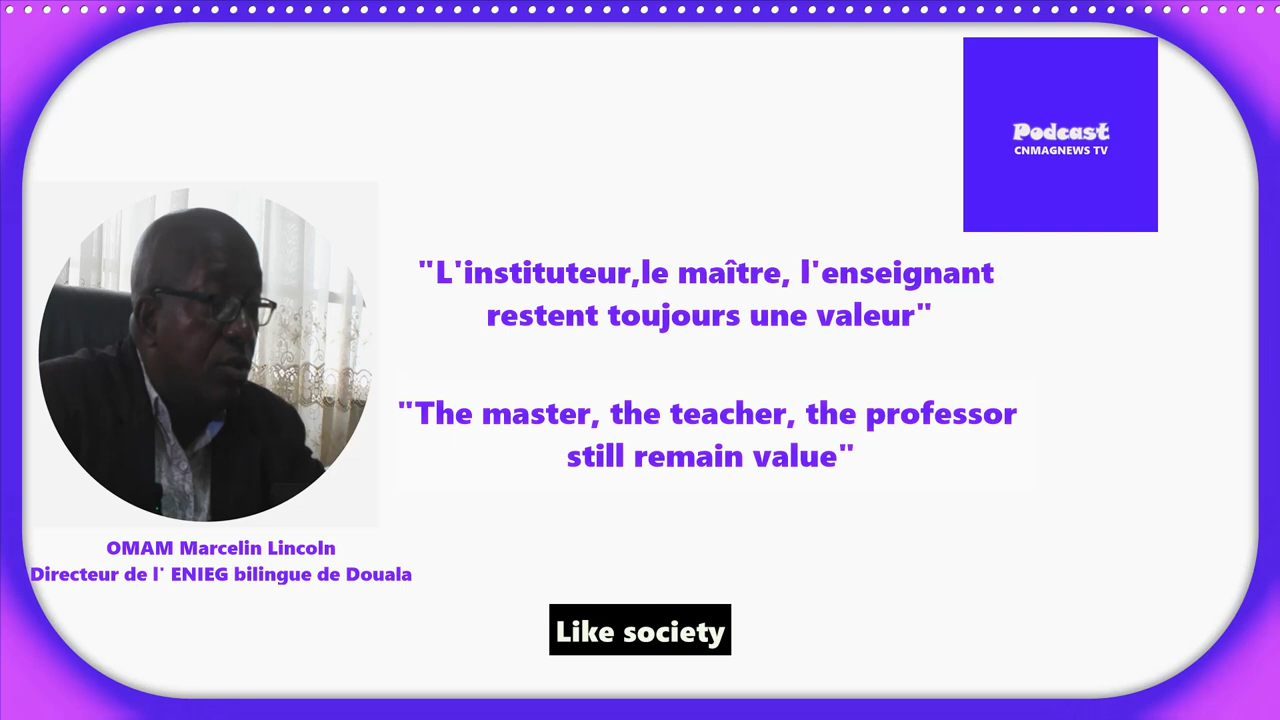 Podcast
CNMAGNEWS TV
"L'instituteur,le maître, l'enseignant
restent toujours une valeur"
"The master, the teacher, the professor
still remain value"
OMAM Marcelin Lincoln
Directeur de l' ENIEG bilingue de Douala
Like society